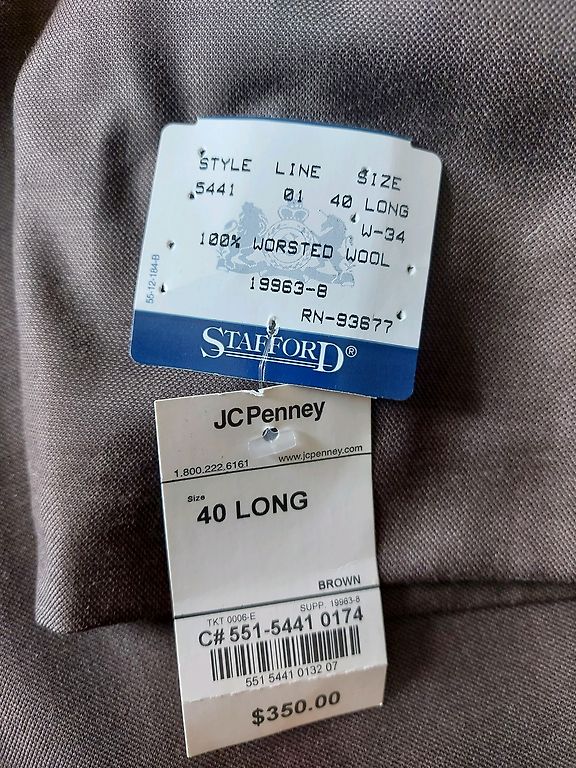 STYLE LINE SIZE
5441 01 40 LONG
W-34
100% WORSTED WOOL
19963-8
RN-93677
55-12-184-B
STAFFORD®
JCPenney
1.800.222.6161 www.jcpenney.com
Size
40 LONG
BROWN
TKT 0006-E SUPP. 19963-8
C# 551-5441 0174
551 5441 0132 07
$350.00